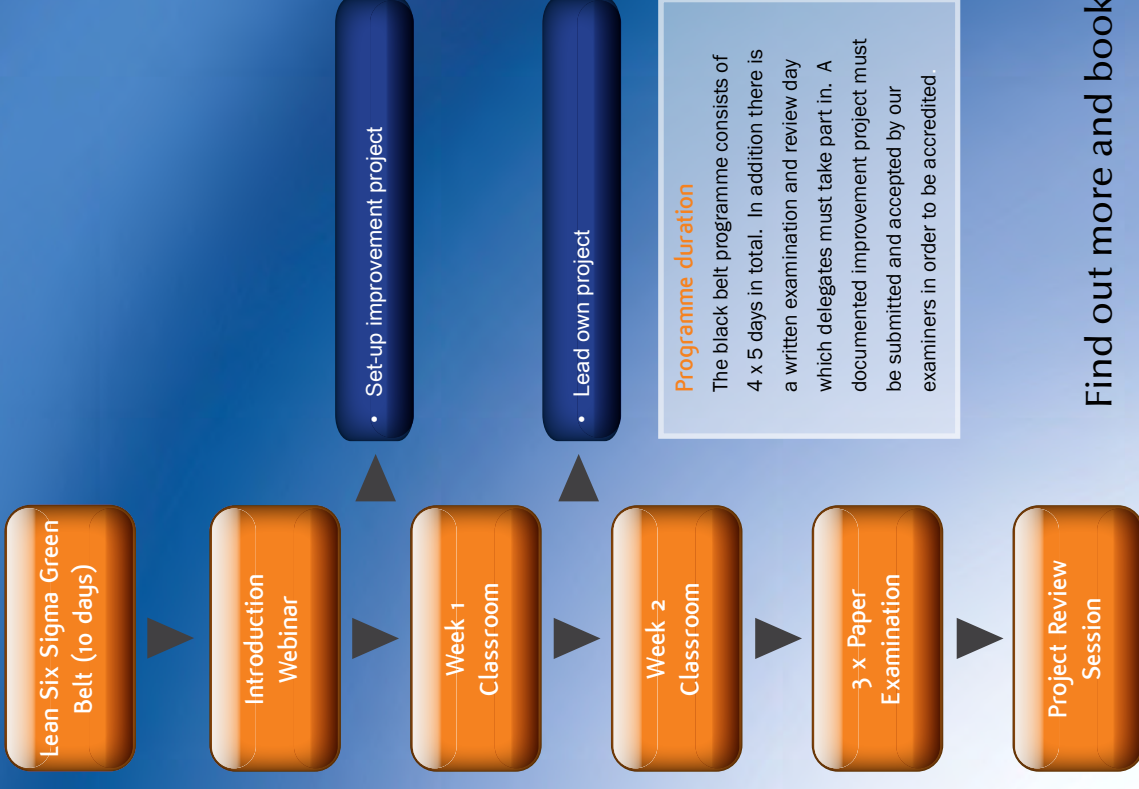 Lean Six Sigma Green
Belt (10 days)
Introduction
Webinar
Week 1
Classroom
Week 2
Classroom
3 x Paper
Examination
Project Review
Session
• Set-up improvement project
• Lead own project
Programme duration
The black belt programme consists of
4 x 5 days in total. In addition there is
a written examination and review day
which delegates must take part in. A
documented improvement project must
be submitted and accepted by our
examiners in order to be accredited.
Find out more and book